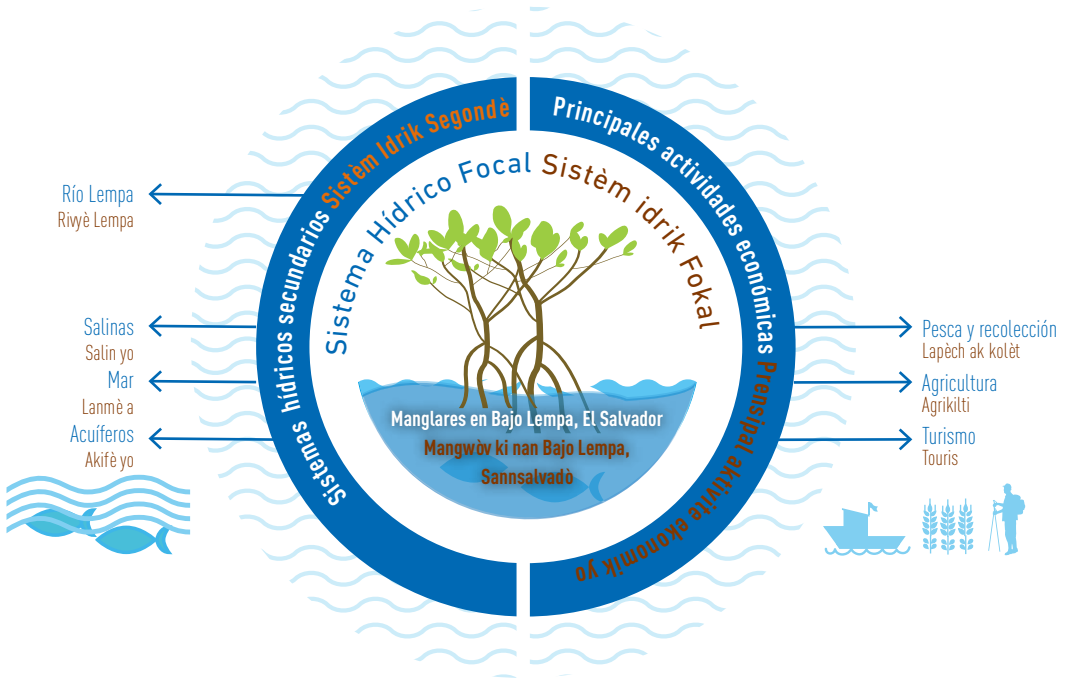 Sistemas hídricos secundarios Sistèm Idrik Segondè
Principales actividades económicas Prensipal aktivite ekonomik yo
Sistema Hídrico Focal Sistèm idrik Fokal
Río Lempa
Rivyè Lempa
Salinas
Salin yo
Mar
Lanmè a
Acuíferos
Akifè yo
Manglares en Bajo Lempa, El Salvador
Mangwòv ki nan Bajo Lempa,
Sannsalvadò
Pesca y recolección
Lapèch ak kolèt
Agricultura
Agrikilti
Turismo
Touris